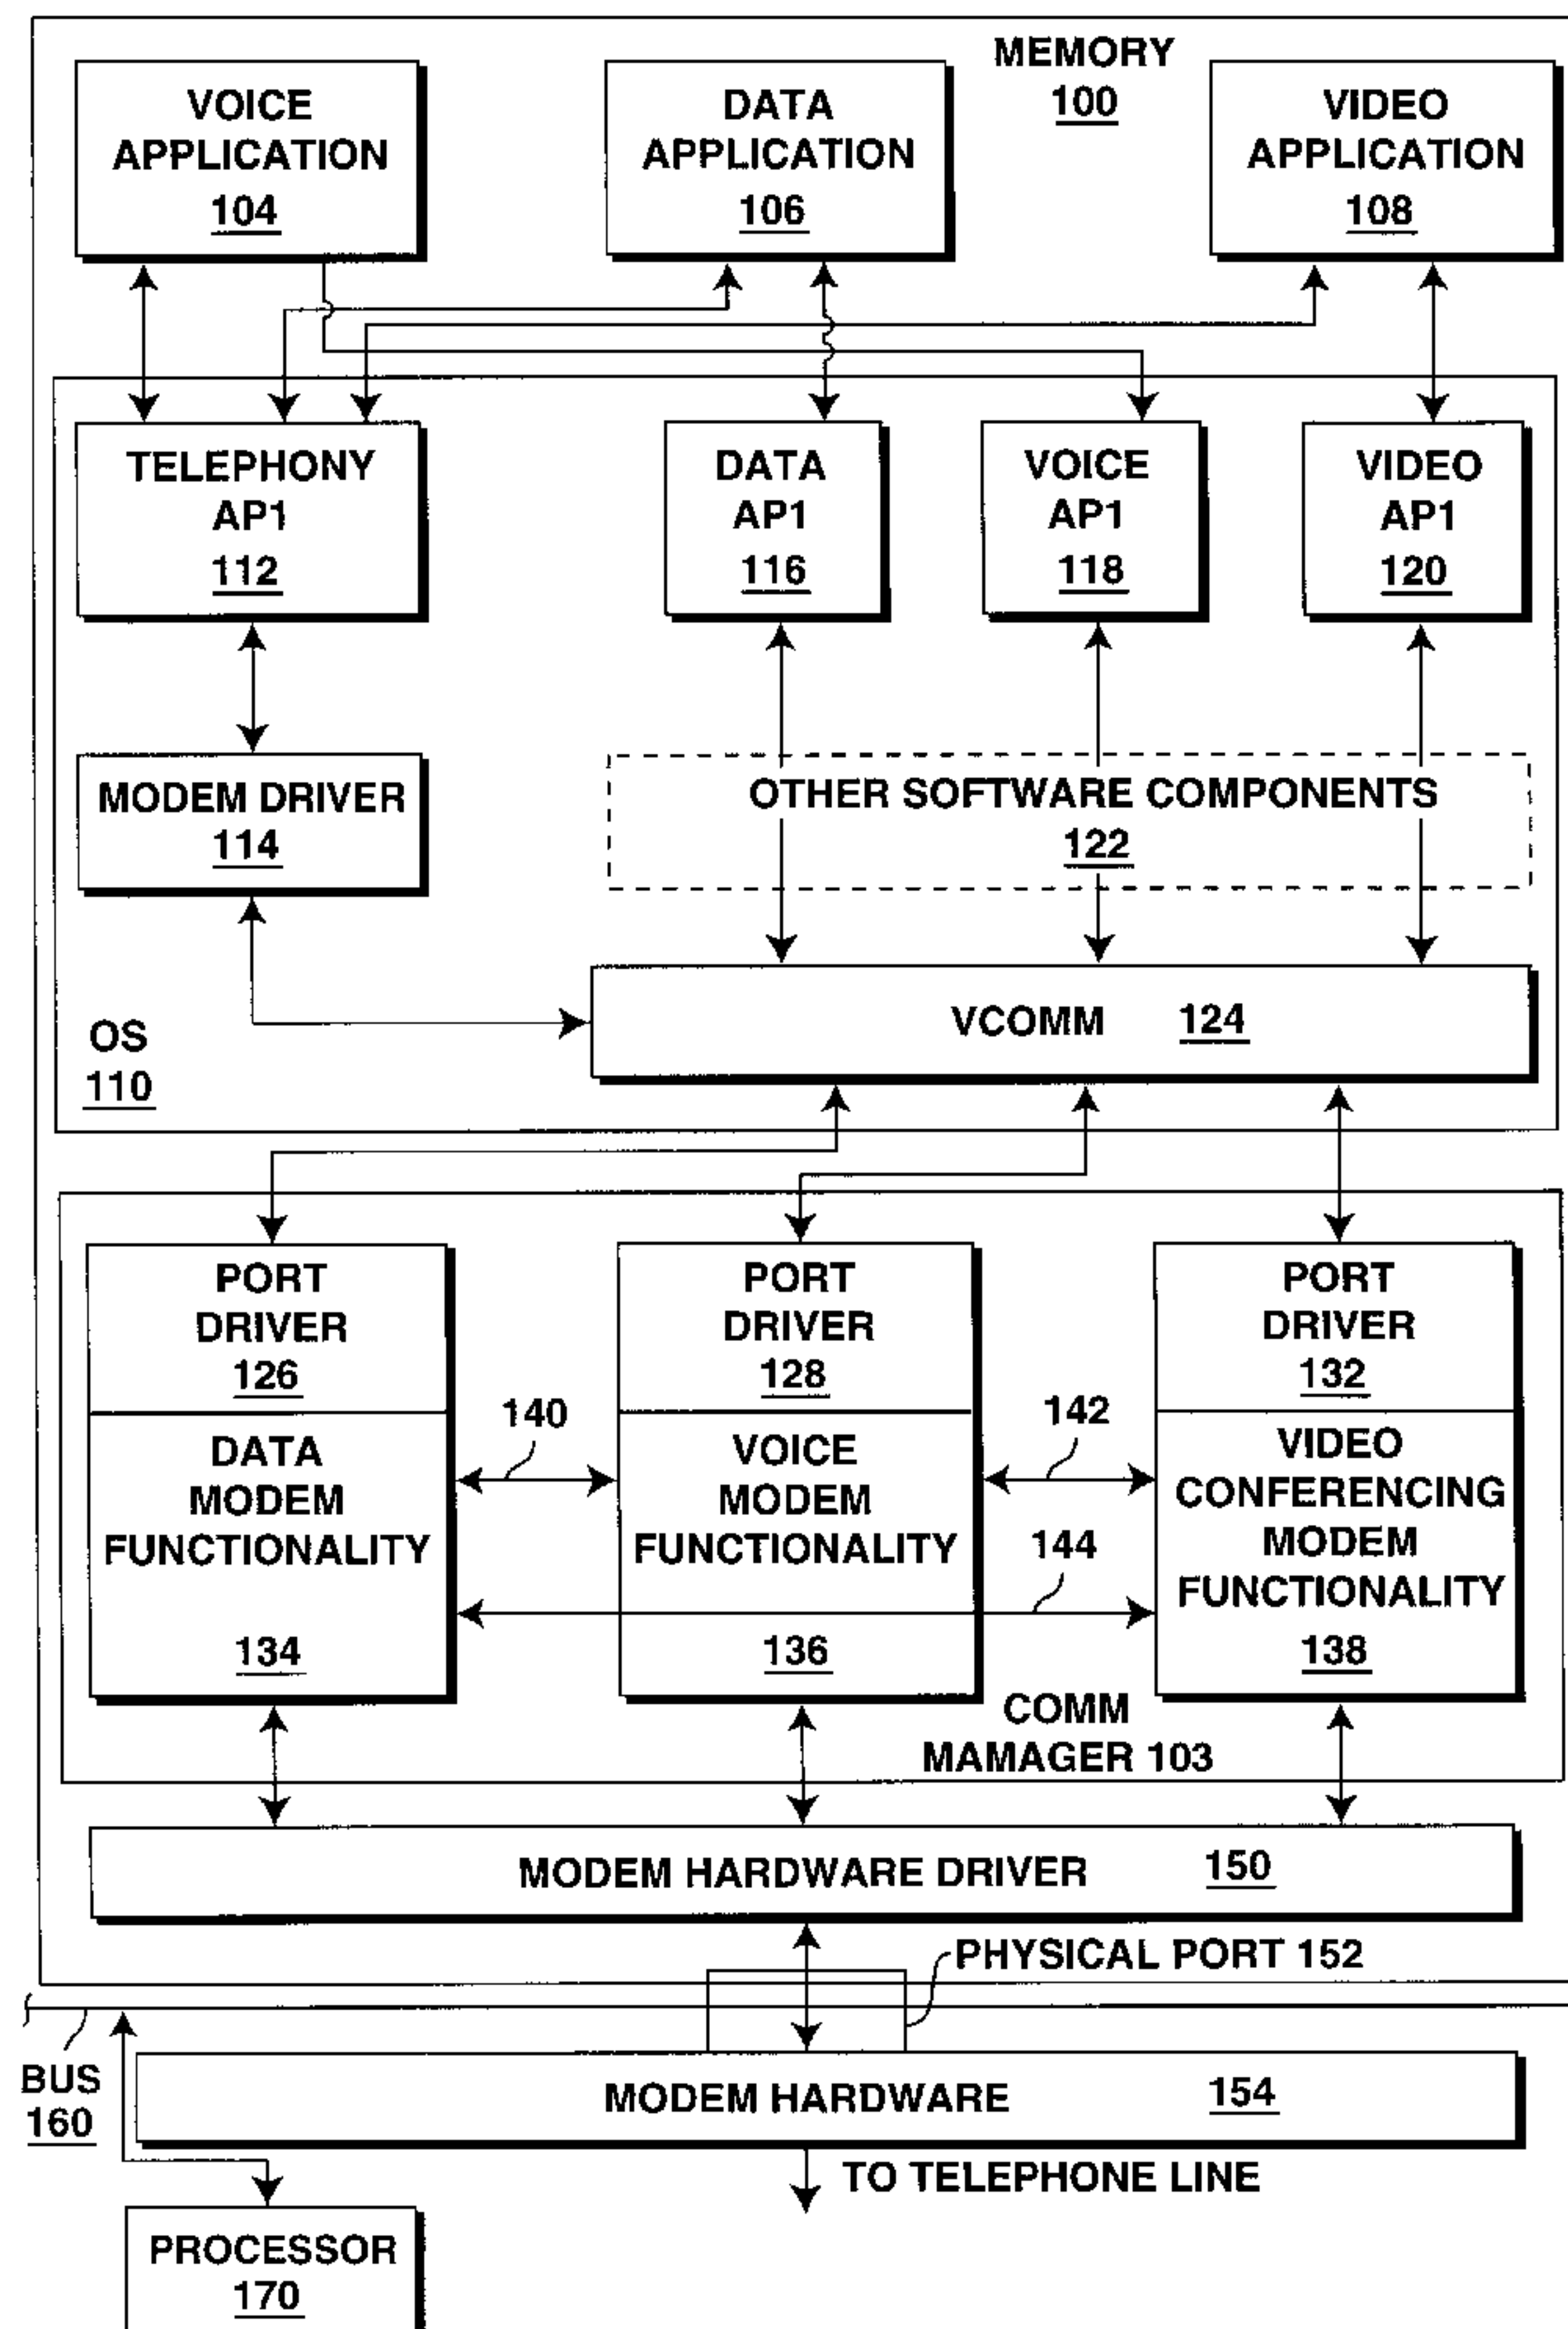 MEMORY
100
VOICE
APPLICATION
104
DATA
APPLICATION
106
VIDEO
APPLICATION
108
TELEPHONY
AP1
112
DATA
AP1
116
VOICE
AP1
118
VIDEO
AP1
120
MODEM DRIVER
114
OTHER SOFTWARE COMPONENTS
122
VCOMM 124
OS
110
PORT
DRIVER
126
DATA
MODEM
FUNCTIONALITY
134
140
PORT
DRIVER
128
VOICE
MODEM
FUNCTIONALITY
136
142
144
PORT
DRIVER
132
VIDEO
CONFERENCING
MODEM
FUNCTIONALITY
138
COMM
MAMAGER 103
MODEM HARDWARE DRIVER 150
PHYSICAL PORT 152
BUS
160
MODEM HARDWARE 154
TO TELEPHONE LINE
PROCESSOR
170